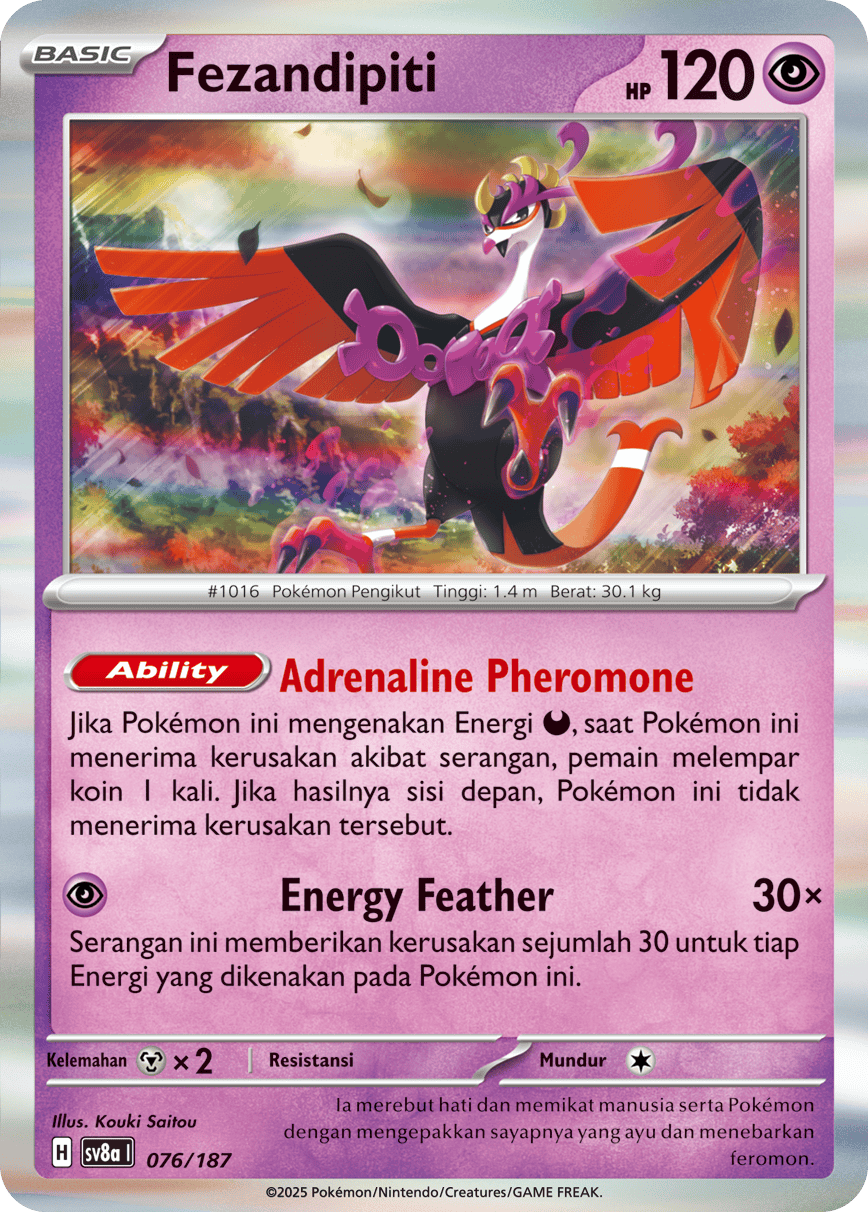 BASIC Fezandipiti HP 120
#1016 Pokémon Pengikut Tinggi: 1.4 m Berat: 30.1 kg
Ability Adrenaline Pheromone
Jika Pokémon ini mengenakan Energi , saat Pokémon ini
menerima kerusakan akibat serangan, pemain melempar
koin 1 kali. Jika hasilnya sisi depan, Pokémon ini tidak
menerima kerusakan tersebut.
Energy Feather 30×
Serangan ini memberikan kerusakan sejumlah 30 untuk tiap
Energi yang dikenakan pada Pokémon ini.
Kelemahan × 2 Resistansi Mundur
Illus. Kouki Saitou
Ia merebut hati dan memikat manusia serta Pokémon
dengan mengepakkan sayapnya yang ayu dan menebarkan
feromon.
H sv8a I 076/187
©2025 Pokémon/Nintendo/Creatures/GAME FREAK.